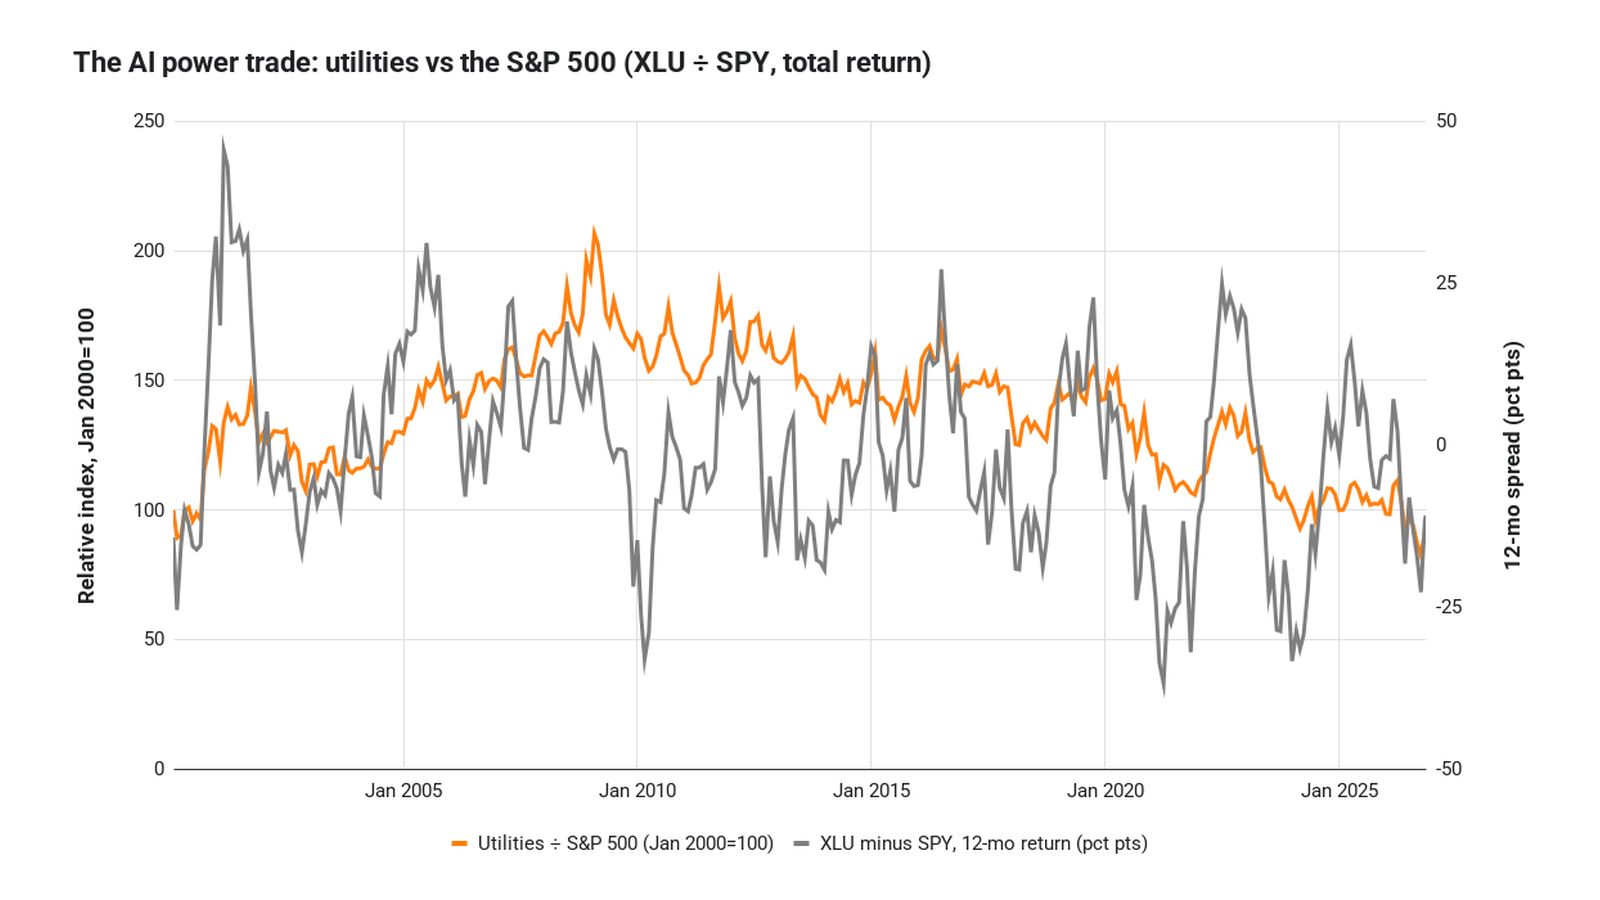 The AI power trade: utilities vs the S&P 500 (XLU ÷ SPY, total return)
250
200
150
100
50
0
50
25
0
-25
-50
Relative index, Jan 2000=100
12-mo spread (pct pts)
Jan 2005
Jan 2010
Jan 2015
Jan 2020
Jan 2025
Utilities ÷ S&P 500 (Jan 2000=100)
XLU minus SPY, 12-mo return (pct pts)